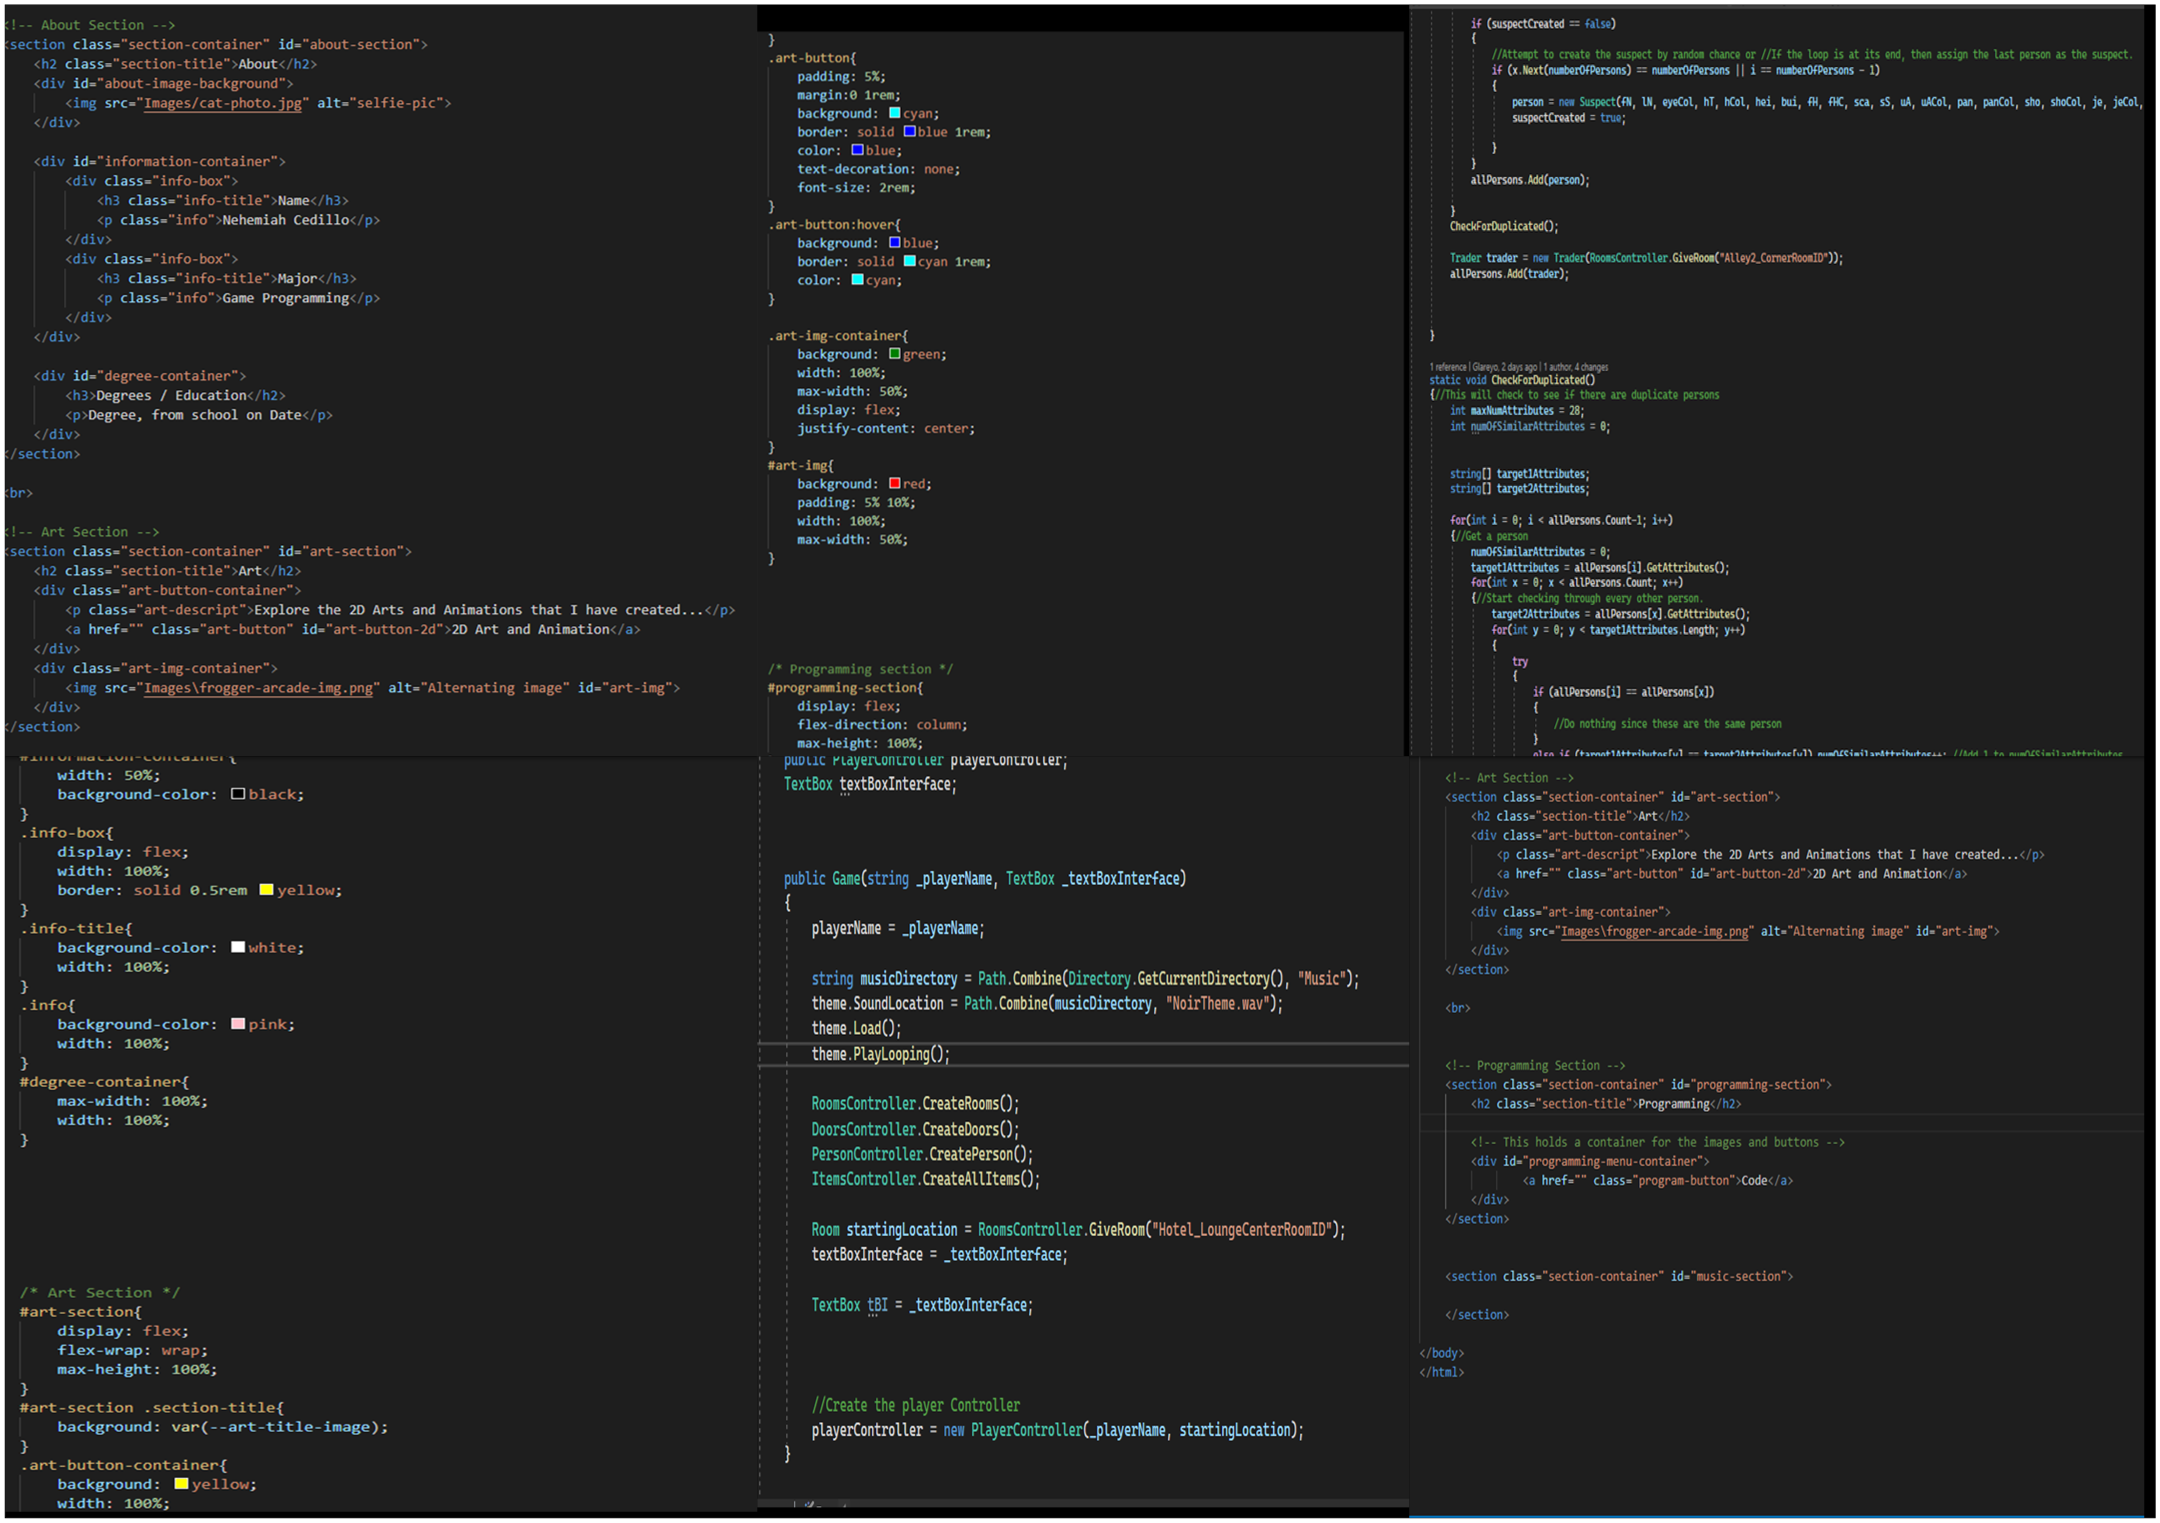 <!-- About Section -->
<section class="section-container" id="about-section">
<h2 class="section-title">About</h2>
<div id="about-image-background">
<img src="Images/cat-photo.jpg" alt="selfie-pic">
</div>
<div id="information-container">
<div class="info-box">
<h3 class="info-title">Name</h3>
<p class="info">Nehemiah Cedillo</p>
</div>
<div class="info-box">
<h3 class="info-title">Major</h3>
<p class="info">Game Programming</p>
</div>
</div>
<div id="degree-container">
<h3>Degrees / Education</h2>
<p>Degree, from school on Date</p>
</div>
</section>
<br>
<!-- Art Section -->
<section class="section-container" id="art-section">
<h2 class="section-title">Art</h2>
<div class="art-button-container">
<p class="art-descript">Explore the 2D Arts and Animations that I have created...</p>
<a href="" class="art-button" id="art-button-2d">2D Art and Animation</a>
</div>
<div class="art-img-container">
<img src="Images\frogger-arcade-img.png" alt="Alternating image" id="art-img">
</div>
</section>
}
.art-button{
padding: 5%;
margin:0 1rem;
background: cyan;
border: solid blue 1rem;
color: blue;
text-decoration: none;
font-size: 2rem;
}
.art-button:hover{
background: blue;
border: solid cyan 1rem;
color: cyan;
}
.art-img-container{
background: green;
width: 100%;
max-width: 50%;
display: flex;
justify-content: center;
}
#art-img{
background: red;
padding: 5% 10%;
width: 100%;
max-width: 50%;
}
/* Programming section */
#programming-section{
display: flex;
flex-direction: column;
max-height: 100%;
if (suspectCreated == false)
{
//Attempt to create the suspect by random chance or //If the loop is at its end, then assign the last person as the suspect.
if (x.Next(numberOfPersons) == numberOfPersons || i == numberOfPersons - 1)
{
person = new Suspect(fN, lN, eyeCol, hT, hCol, hei, bui, fH, fHC, sca, sS, uA, uACol, pan, panCol, sho, shoCol, je, jeCol,
suspectCreated = true;
}
}
allPersons.Add(person);
}
CheckForDuplicated();
Trader trader = new Trader(RoomsController.GiveRoom("Alley2_CornerRoomID"));
allPersons.Add(trader);
}
1 reference | Glareyo, 2 days ago | 1 author, 4 changes
static void CheckForDuplicated()
{//This will check to see if there are duplicate persons
int maxNumAttributes = 28;
int numOfSimilarAttributes = 0;
string[] target1Attributes;
string[] target2Attributes;
for(int i = 0; i < allPersons.Count-1; i++)
{//Get a person
numOfSimilarAttributes = 0;
target1Attributes = allPersons[i].GetAttributes();
for(int x = 0; x < allPersons.Count; x++)
{//Start checking through every other person.
target2Attributes = allPersons[x].GetAttributes();
for(int y = 0; y < target1Attributes.Length; y++)
{
try
{
if (allPersons[i] == allPersons[x])
{
//Do nothing since these are the same person
}
else if (target1Attributes[y] == target2Attributes[y]) numOfSimilarAttributes++; //Add 1 to numOfSimilarAttributes
#information-container{
width: 50%;
background-color: black;
}
.info-box{
display: flex;
width: 100%;
border: solid 0.5rem yellow;
}
.info-title{
background-color: white;
width: 100%;
}
.info{
background-color: pink;
width: 100%;
}
#degree-container{
max-width: 100%;
width: 100%;
}
/* Art Section */
#art-section{
display: flex;
flex-wrap: wrap;
max-height: 100%;
}
#art-section .section-title{
background: var(--art-title-image);
}
.art-button-container{
background: yellow;
width: 100%;
public PlayerController playerController;
TextBox textBoxInterface;
public Game(string _playerName, TextBox _textBoxInterface)
{
playerName = _playerName;
string musicDirectory = Path.Combine(Directory.GetCurrentDirectory(), "Music");
theme.SoundLocation = Path.Combine(musicDirectory, "NoirTheme.wav");
theme.Load();
theme.PlayLooping();
RoomsController.CreateRooms();
DoorsController.CreateDoors();
PersonController.CreatePerson();
ItemsController.CreateAllItems();
Room startingLocation = RoomsController.GiveRoom("Hotel_LoungeCenterRoomID");
textBoxInterface = _textBoxInterface;
TextBox tBI = _textBoxInterface;
//Create the player Controller
playerController = new PlayerController(_playerName, startingLocation);
}
<!-- Art Section -->
<section class="section-container" id="art-section">
<h2 class="section-title">Art</h2>
<div class="art-button-container">
<p class="art-descript">Explore the 2D Arts and Animations that I have created...</p>
<a href="" class="art-button" id="art-button-2d">2D Art and Animation</a>
</div>
<div class="art-img-container">
<img src="Images\frogger-arcade-img.png" alt="Alternating image" id="art-img">
</div>
</section>
<br>
<!-- Programming Section -->
<section class="section-container" id="programming-section">
<h2 class="section-title">Programming</h2>
<!-- This holds a container for the images and buttons -->
<div id="programming-menu-container">
<a href="" class="program-button">Code</a>
</div>
</section>
<section class="section-container" id="music-section">
</section>
</body>
</html>